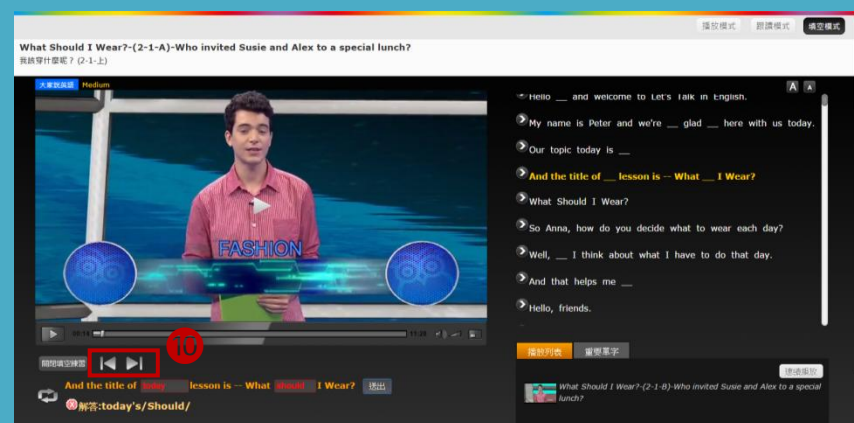 播放模式 跟讀模式 填空模式
What Should I Wear?-(2-1-A)-Who invited Susie and Alex to a special lunch?
我該穿什麼呢？ (2-1-上)
大家說英語 Medium
A A
Hello __ and welcome to Let's Talk in English.
My name is Peter and we're __ glad __ here with us today.
Our topic today is __
And the title of __ lesson is -- What __ I Wear?
What Should I Wear?
So Anna, how do you decide what to wear each day?
Well, __ I think about what I have to do that day.
And that helps me __
Hello, friends.
FASHION
10
關閉填空練習
And the title of today lesson is -- What should I Wear? 送出
解答:today's/Should/
播放列表 重要單字
連續播放
What Should I Wear?-(2-1-B)-Who invited Susie and Alex to a special
lunch?